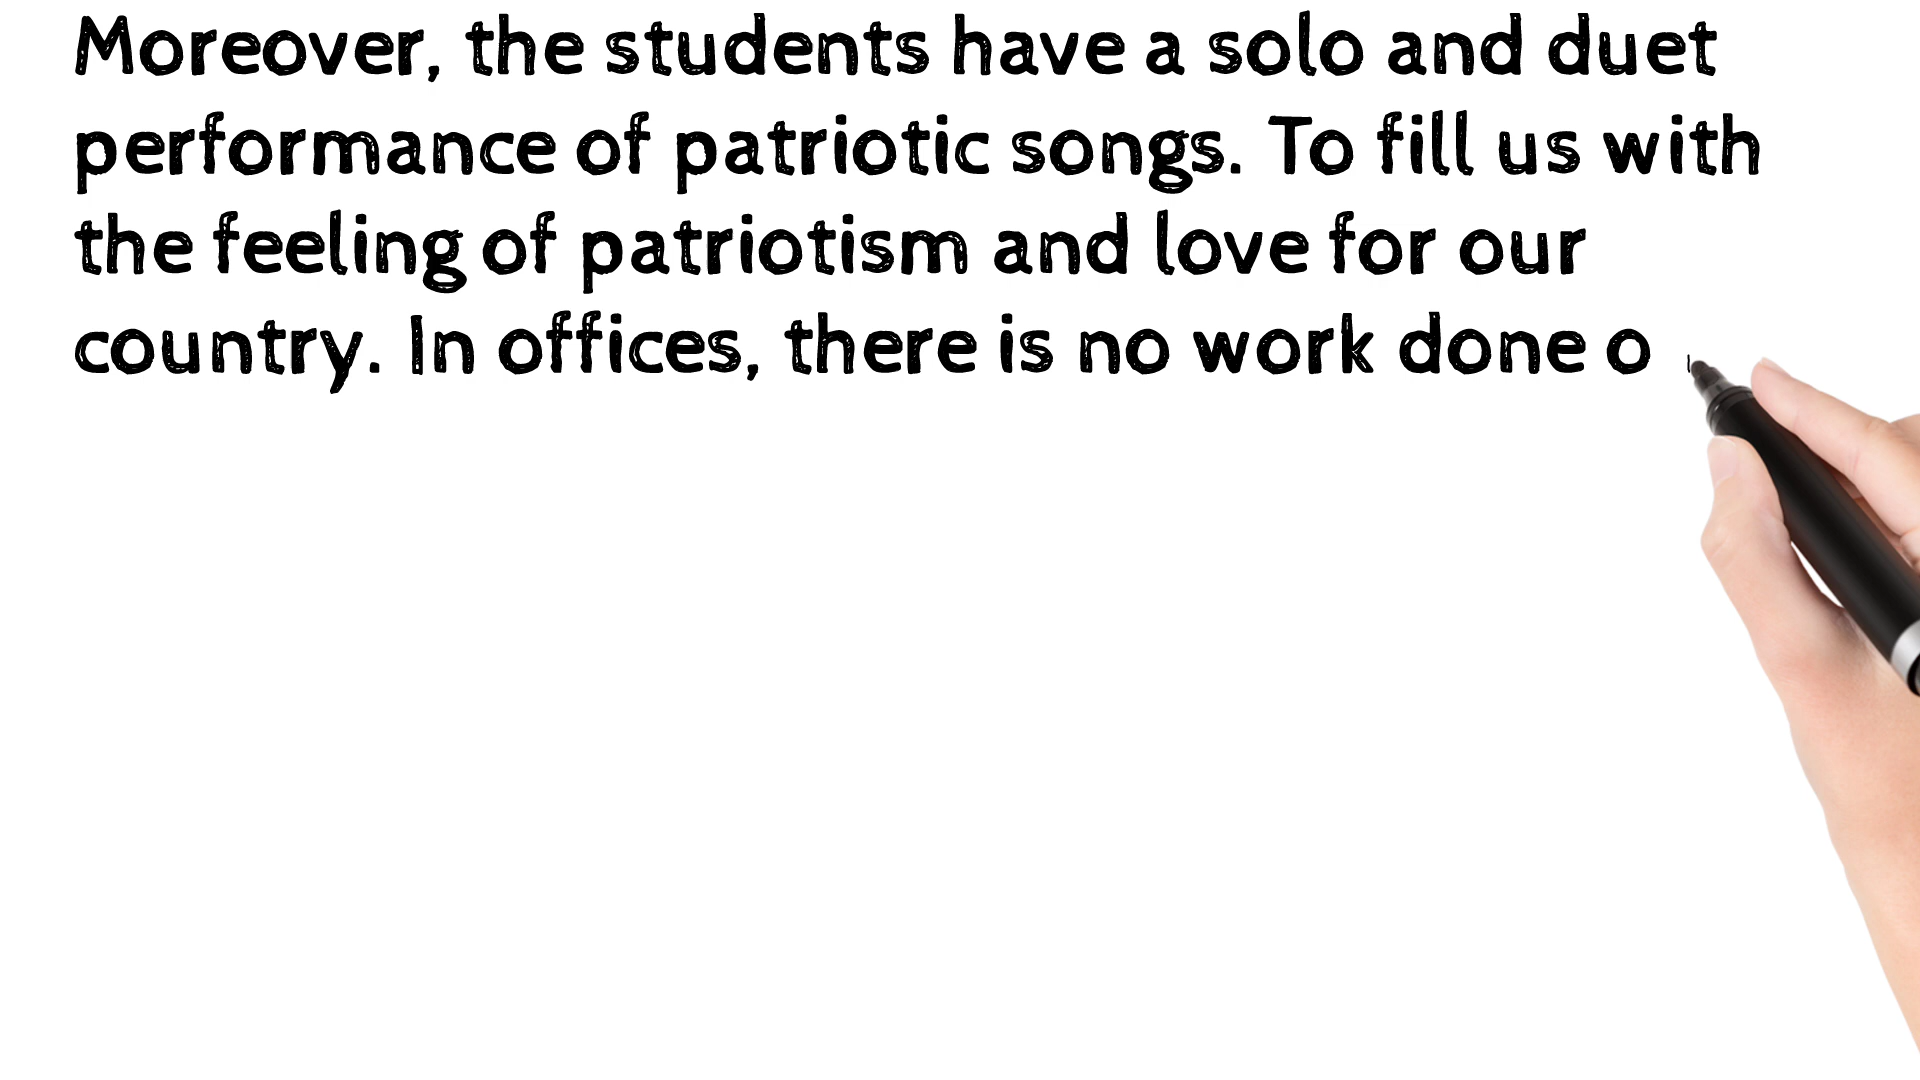 Moreover, the students have a solo and duet
performance of patriotic songs. To fill us with
the feeling of patriotism and love for our
country. In offices, there is no work done o